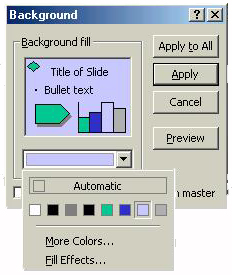 Background
Background fill
Title of Slide
• Bullet text
Apply to All
Apply
Cancel
Preview
Automatic
master
More Colors...
Fill Effects...